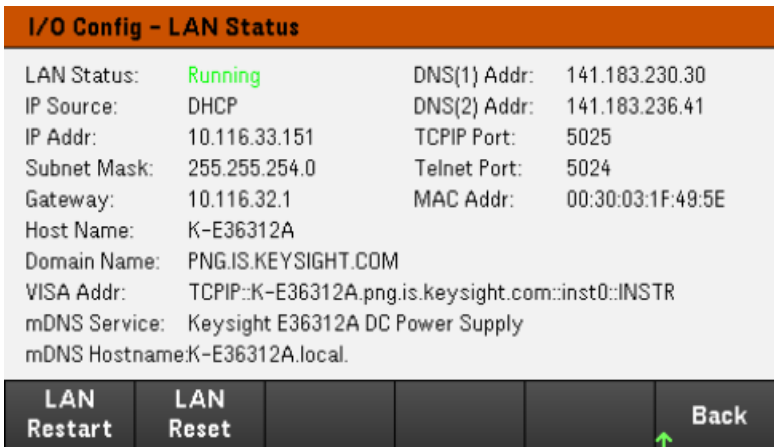 I/O Config – LAN Status
LAN Status: Running DNS(1) Addr: 141.183.230.30
IP Source: DHCP DNS(2) Addr: 141.183.236.41
IP Addr: 10.116.33.151 TCPIP Port: 5025
Subnet Mask: 255.255.254.0 Telnet Port: 5024
Gateway: 10.116.32.1 MAC Addr: 00:30:03:1F:49:5E
Host Name: K-E36312A
Domain Name: PNG.IS.KEYSIGHT.COM
VISA Addr: TCPIP::K-E36312A.png.is.keysight.com::inst0::INSTR
mDNS Service: Keysight E36312A DC Power Supply
mDNS Hostname:K-E36312A.local.
LAN Restart LAN Reset Back